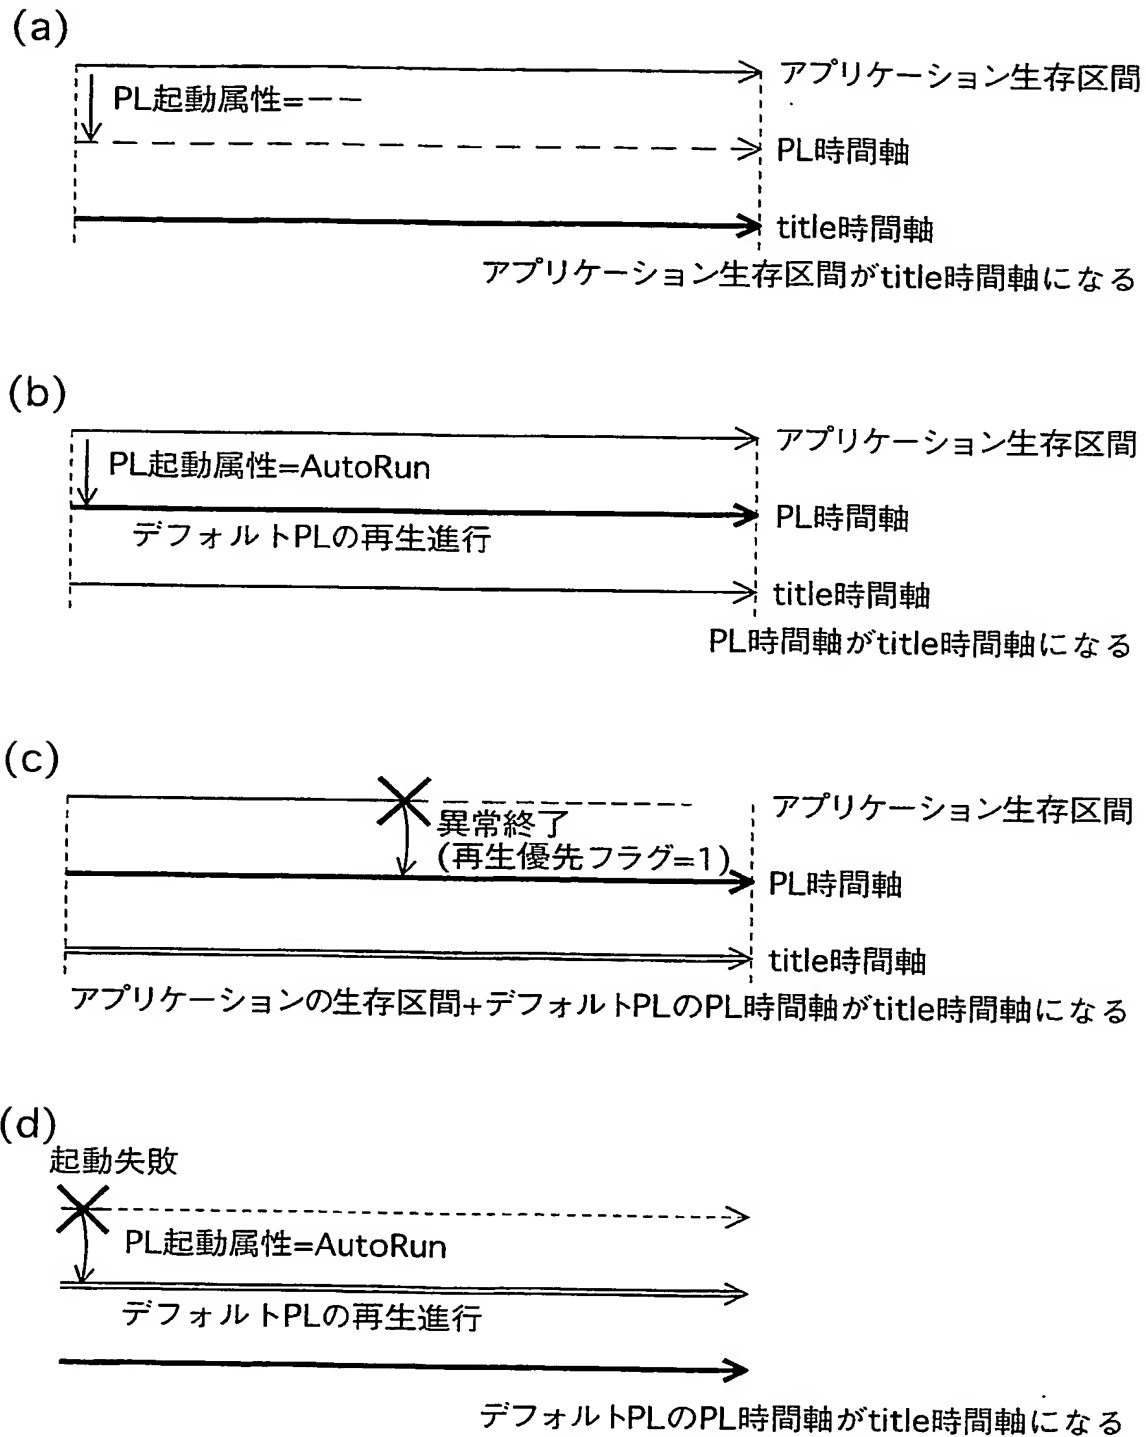 (a)
アプリケーション生存区間
PL起動属性=ーー
PL時間軸
title時間軸
アプリケーション生存区間がtitle時間軸になる
(b)
アプリケーション生存区間
PL起動属性=AutoRun
PL時間軸
デフォルトPLの再生進行
title時間軸
PL時間軸がtitle時間軸になる
(c)
アプリケーション生存区間
異常終了
(再生優先フラグ=1)
PL時間軸
title時間軸
アプリケーションの生存区間+デフォルトPLのPL時間軸がtitle時間軸になる
(d)
起動失敗
PL起動属性=AutoRun
デフォルトPLの再生進行
デフォルトPLのPL時間軸がtitle時間軸になる